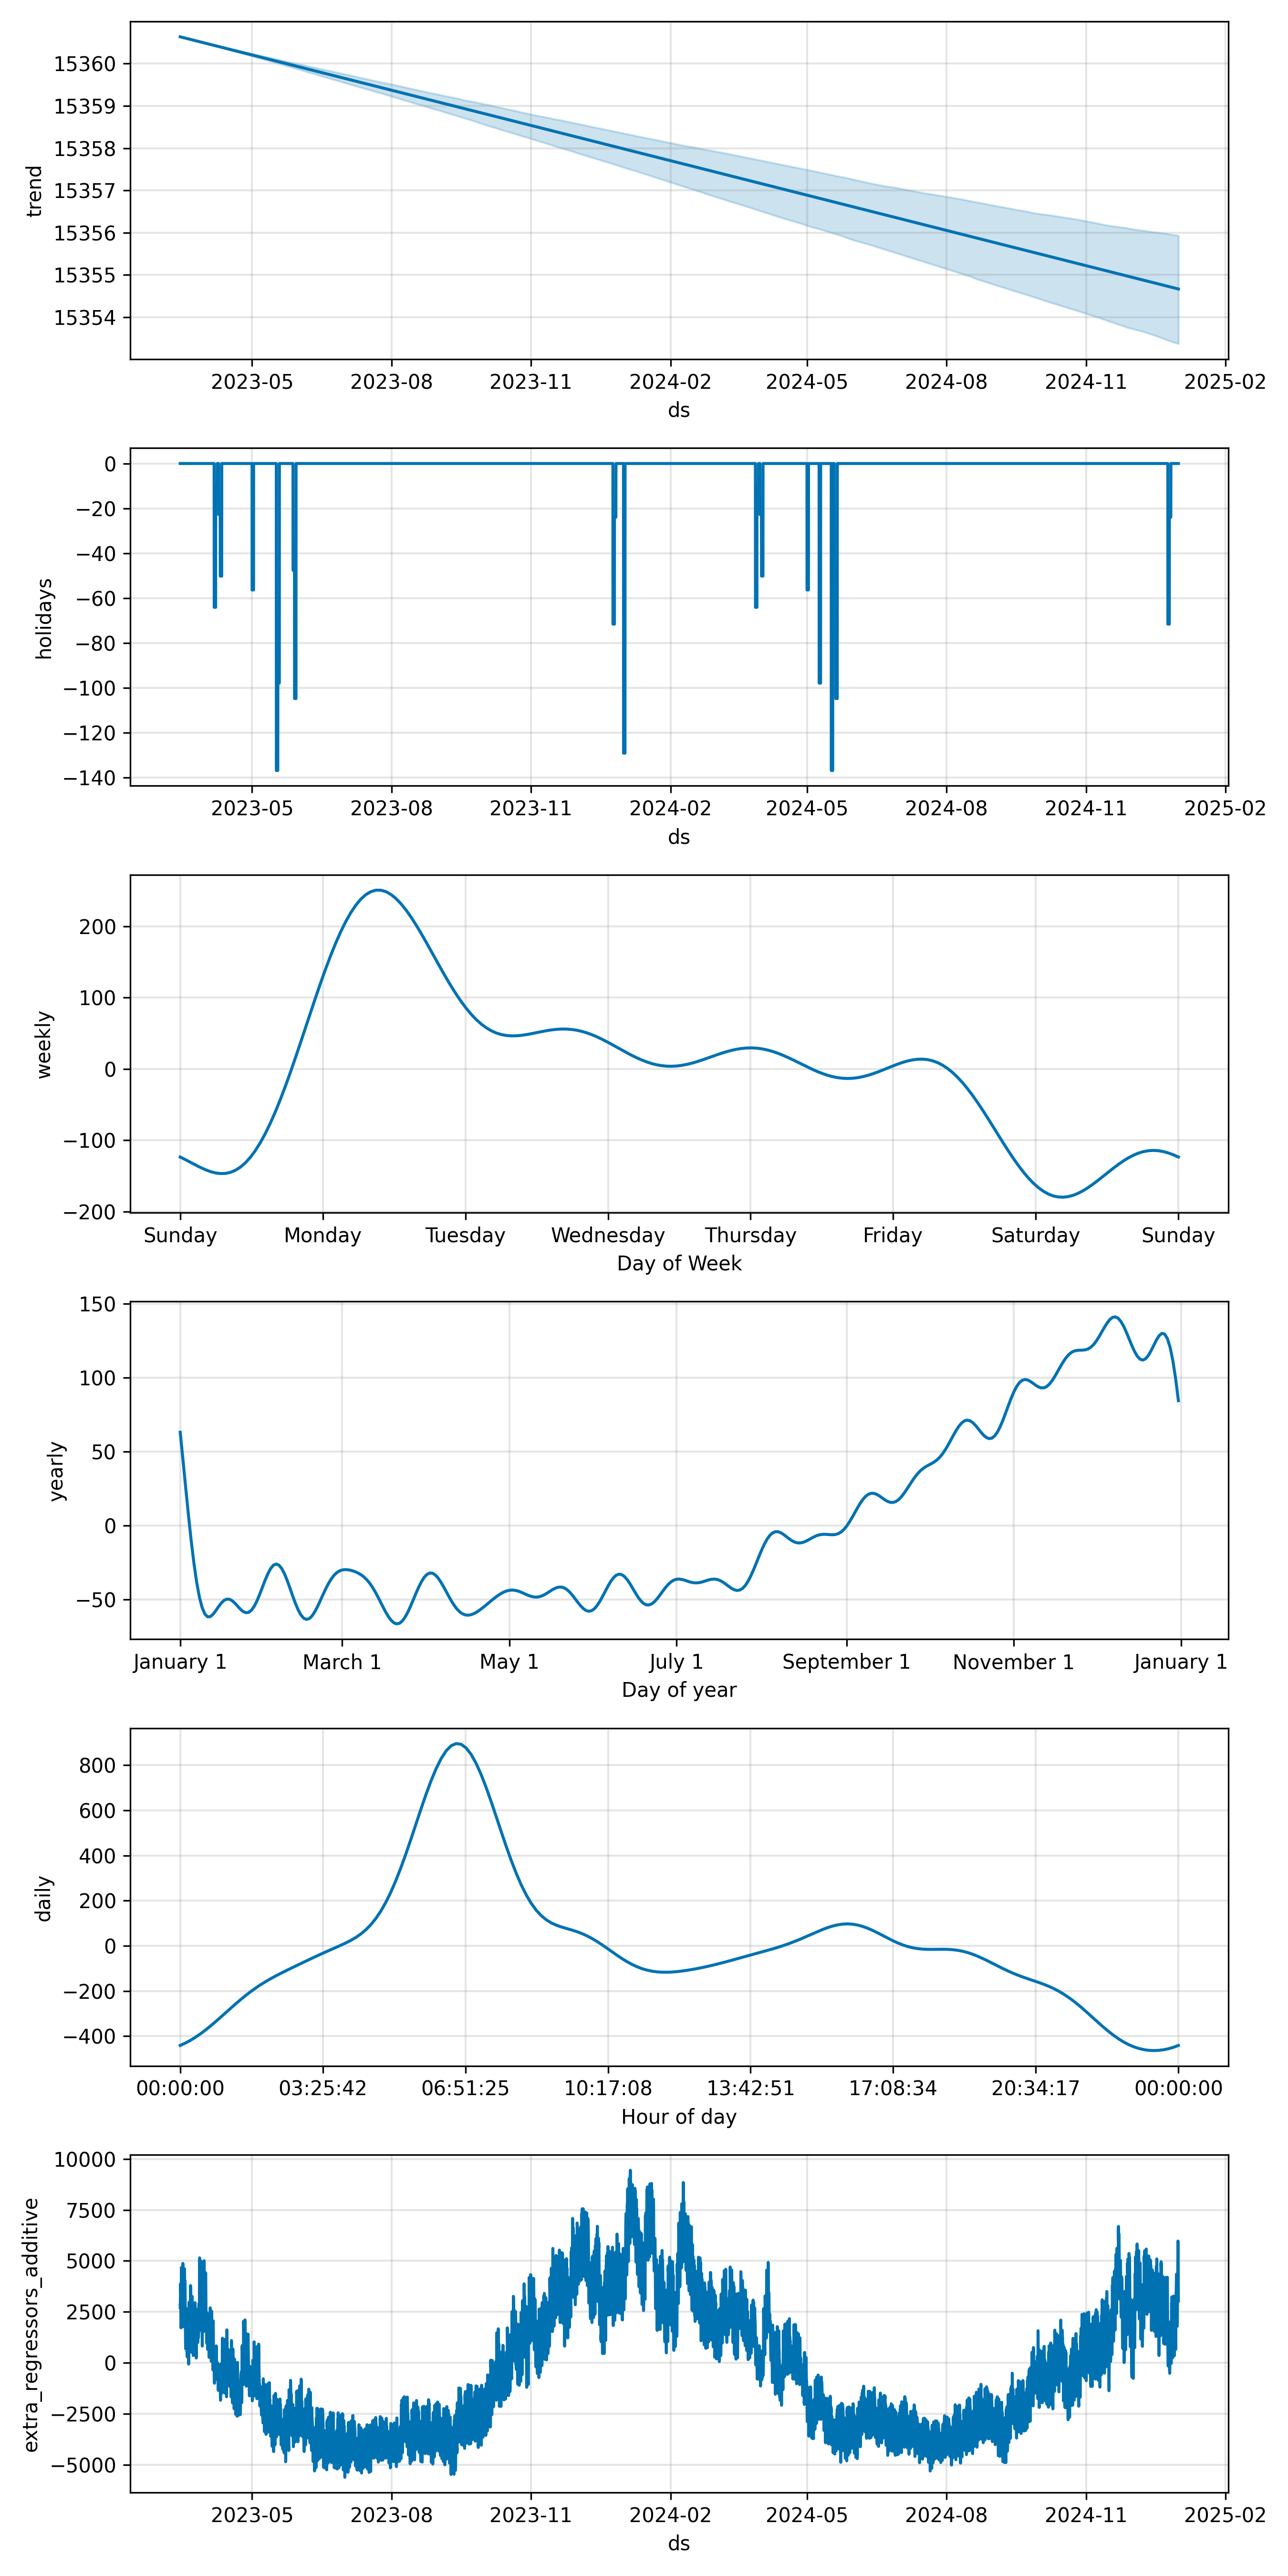 15360
15359
15358
15357
15356
15355
15354
trend
2023-05 2023-08 2023-11 2024-02 2024-05 2024-08 2024-11 2025-02
ds
0
−20
−40
−60
−80
−100
−120
−140
holidays
2023-05 2023-08 2023-11 2024-02 2024-05 2024-08 2024-11 2025-02
ds
200
100
0
−100
−200
weekly
Sunday Monday Tuesday Wednesday Thursday Friday Saturday Sunday
Day of Week
150
100
50
0
−50
yearly
January 1 March 1 May 1 July 1 September 1 November 1 January 1
Day of year
800
600
400
200
0
−200
−400
daily
00:00:00 03:25:42 06:51:25 10:17:08 13:42:51 17:08:34 20:34:17 00:00:00
Hour of day
10000
7500
5000
2500
0
−2500
−5000
extra_regressors_additive
2023-05 2023-08 2023-11 2024-02 2024-05 2024-08 2024-11 2025-02
ds